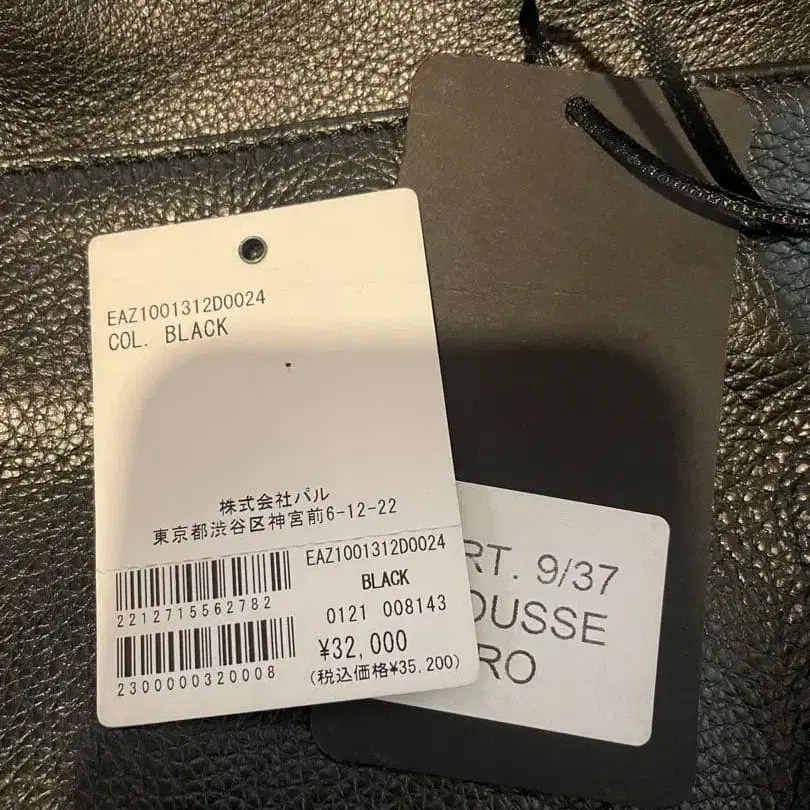 EAZ1001312D0024
COL. BLACK
株式会社パル
東京都渋谷区神宮前6-12-22
EAZ1001312D0024
BLACK
2212715562782
0121 008143
¥32,000
2300000320008
(税込価格¥35,200)
RT. 9/37
OUSSE
RO